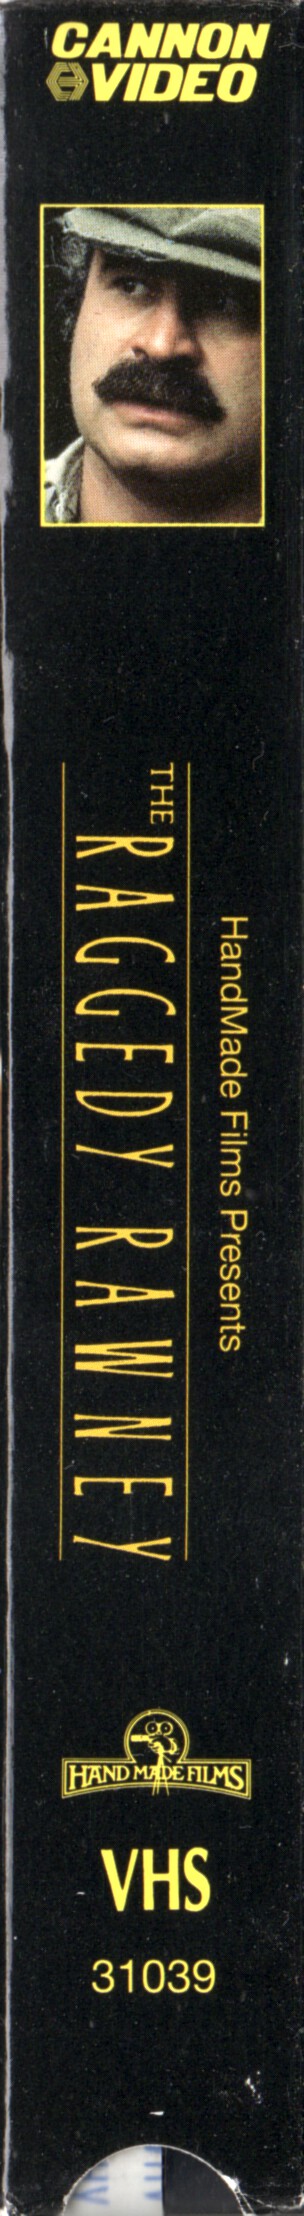 CANNON
VIDEO
HandMade Films Presents
THE
RAGGEDY RAWNEY
HAND MADE FILMS
VHS
31039